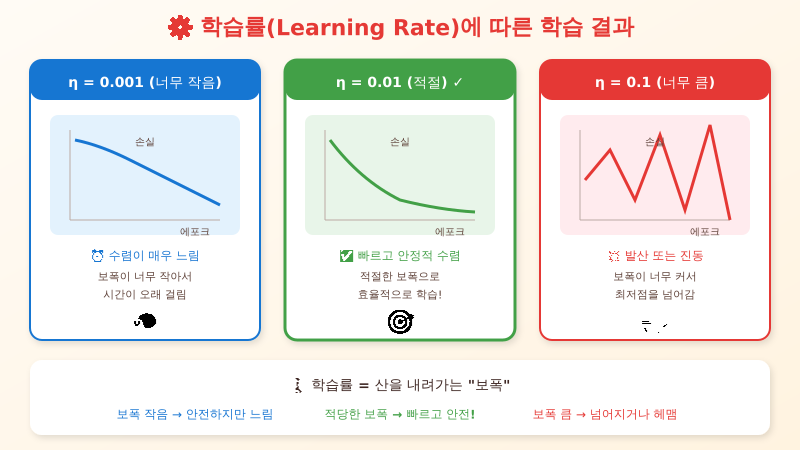 학습률(Learning Rate)에 따른 학습 결과
η = 0.001 (너무 작음)
손실
에포크
수렴이 매우 느림
보폭이 너무 작아서
시간이 오래 걸림
η = 0.01 (적절) ✓
손실
에포크
✅ 빠르고 안정적 수렴
적절한 보폭으로
효율적으로 학습!
η = 0.1 (너무 큼)
손실
에포크
발산 또는 진동
보폭이 너무 커서
최저점을 넘어감
학습률 = 산을 내려가는 "보폭"
보폭 작음 → 안전하지만 느림
적당한 보폭 → 빠르고 안전!
보폭 큼 → 넘어지거나 헤맴